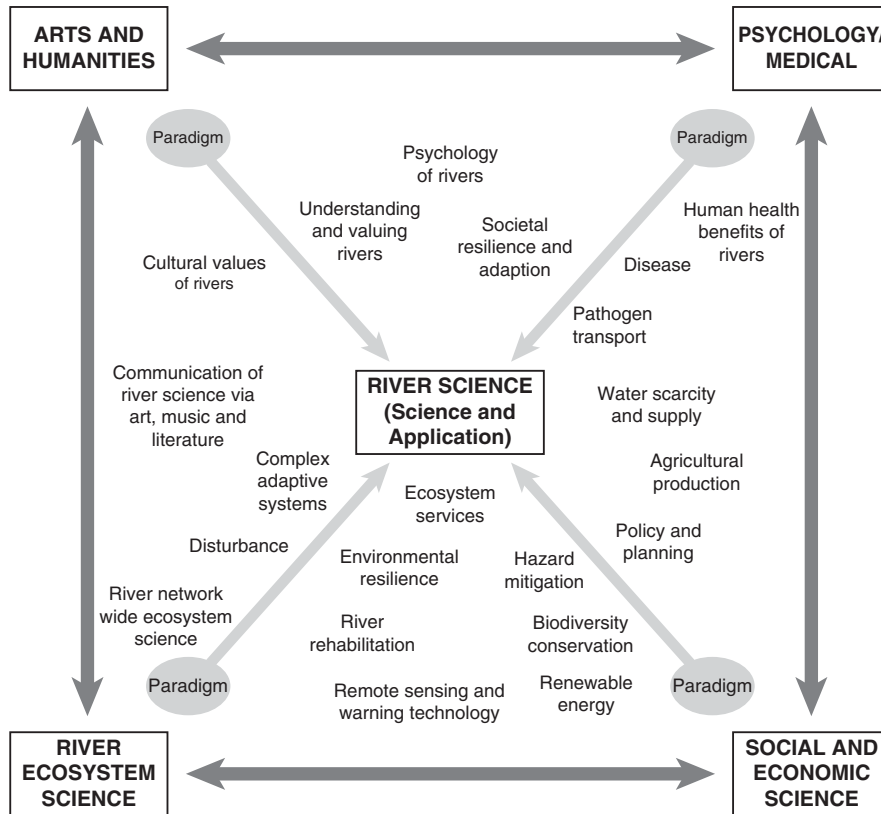 ARTS AND
HUMANITIES
PSYCHOLOGY/
MEDICAL
Paradigm
Paradigm
Psychology
of rivers
Understanding
and valuing
rivers
Societal
resilience and
adaption
Human health
benefits of
rivers
Disease
Cultural values
of rivers
Pathogen
transport
RIVER SCIENCE
(Science and
Application)
Communication of
river science via
art, music and
literature
Water scarcity
and supply
Complex
adaptive
systems
Agricultural
production
Ecosystem
services
Policy and
planning
Disturbance
Environmental
resilience
Hazard
mitigation
River network
wide ecosystem
science
River
rehabilitation
Biodiversity
conservation
Paradigm
Remote sensing and
warning technology
Renewable
energy
Paradigm
RIVER
ECOSYSTEM
SCIENCE
SOCIAL AND
ECONOMIC
SCIENCE